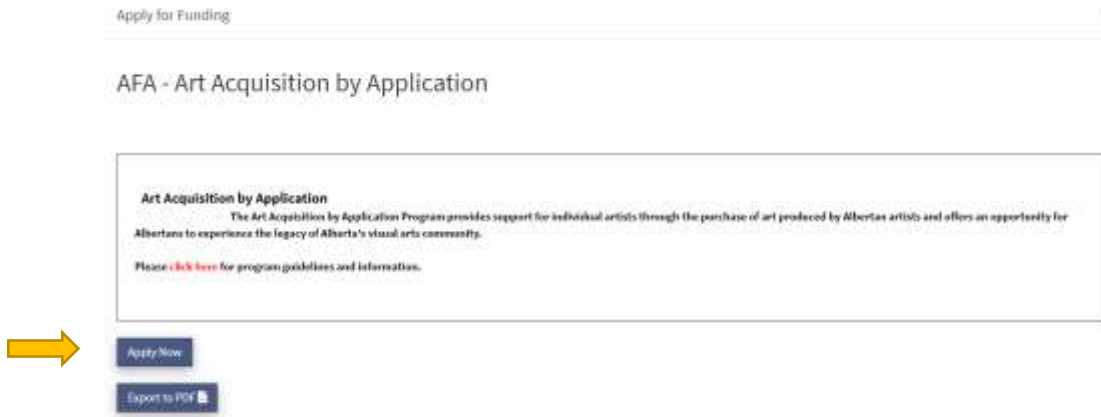 Apply for Funding
AFA - Art Acquisition by Application
Art Acquisition by Application
The Art Acquisition by Application Program provides support for individual artists through the purchase of art produced by Albertan artists and offers an opportunity for
Albertans to experience the legacy of Alberta's visual arts community.
Please click here for program guidelines and information.
Apply Now
Export to PDF